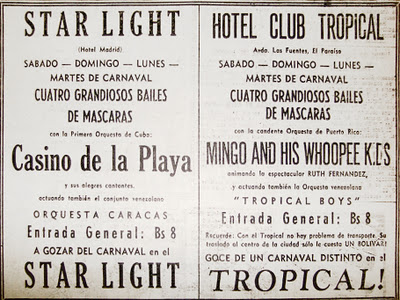 STAR LIGHT
(Hotel Madrid)
SABADO — DOMINGO — LUNES —
MARTES DE CARNAVAL
CUATRO GRANDIOSOS BAILES
DE MASCARAS
con la Primera Orquesta de Cuba:
Casino de la Playa
y sus alegres cantantes.
actuando también el conjunto venezolano
ORQUESTA CARACAS
Entrada General: Bs 8
A GOZAR DEL CARNAVAL en el
STAR LIGHT
HOTEL CLUB TROPICAL
Avda. Las Fuentes, El Paraíso
SABADO — DOMINGO — LUNES —
MARTES DE CARNAVAL
CUATRO GRANDIOSOS BAILES
DE MASCARAS
con la candente Orquesta de Puerto Rico:
MINGO AND HIS WHOOPEE KIDS
animando la espectacular RUTH FERNANDEZ,
y actuando también la Orquesta venezolana
"TROPICAL BOYS"
Entrada General: Bs 8
Recuerde: Con el Tropical no hay problema de transporte. Su
traslado al centro de la ciudad sólo le cuesta UN BOLIVAR!
GOCE DE UN CARNAVAL DISTINTO en el
TROPICAL!